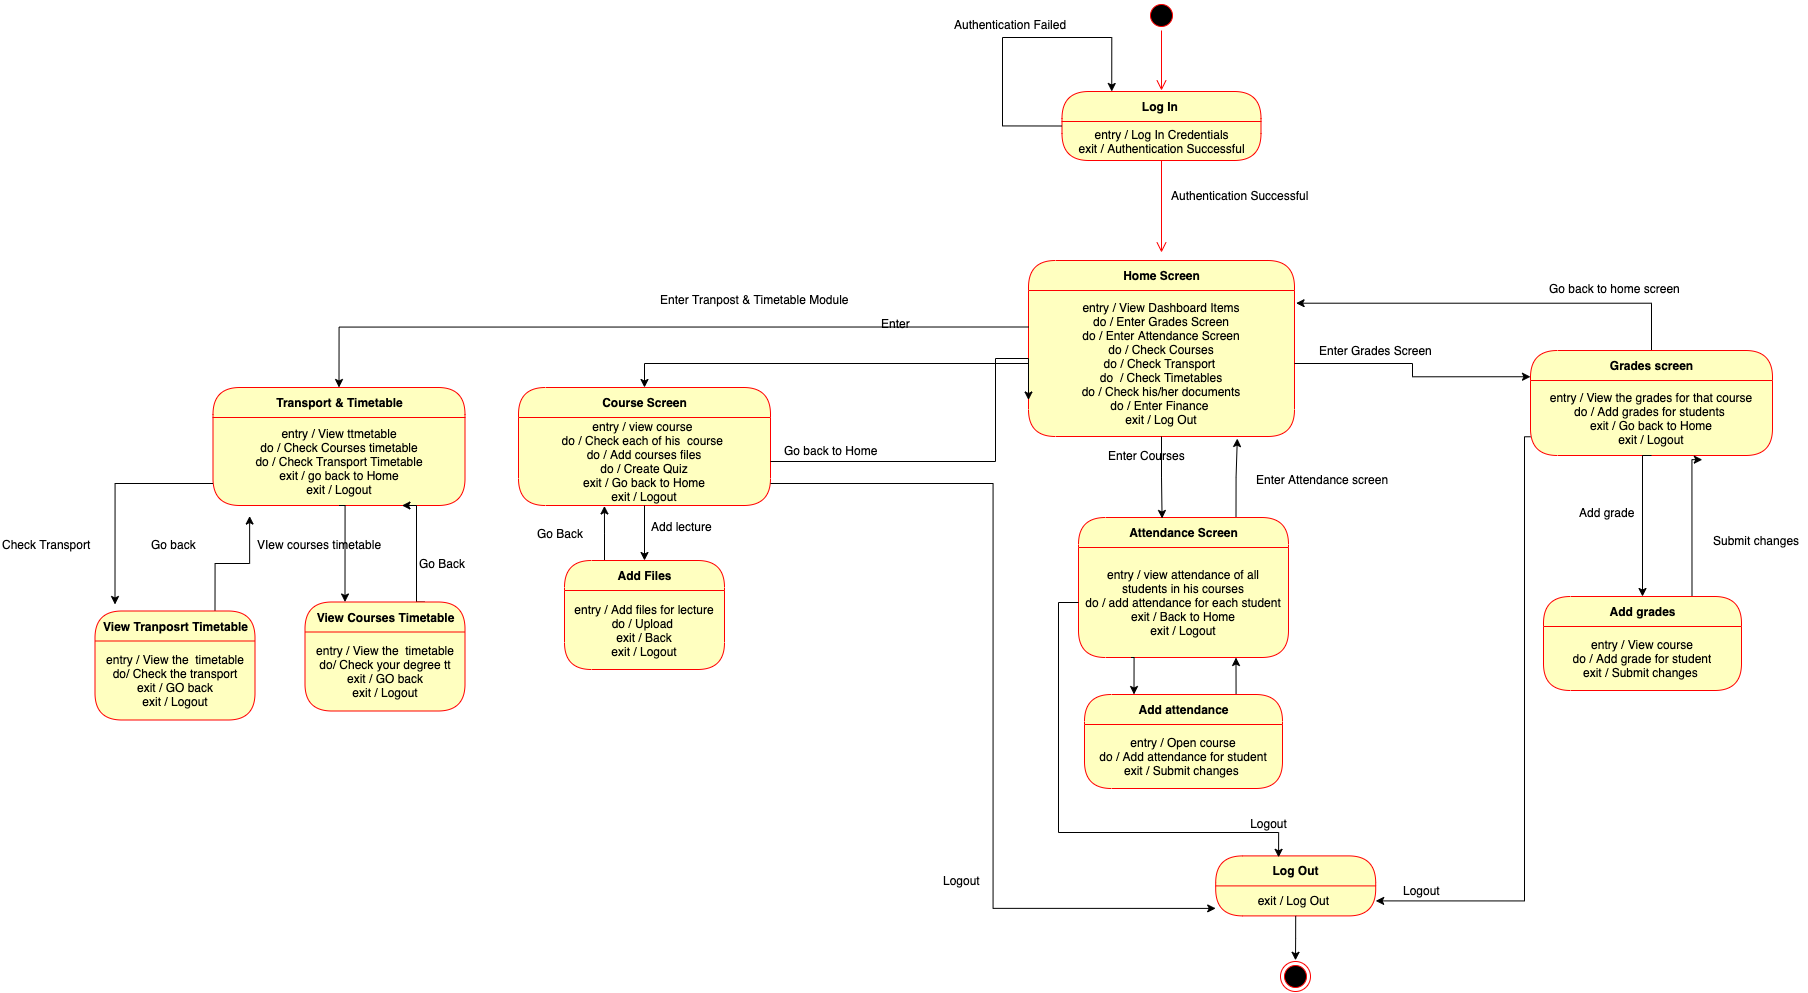 Authentication Failed
Log In
entry / Log In Credentials
exit / Authentication Successful
Authentication Successful
Home Screen
entry / View Dashboard Items
do / Enter Grades Screen
do / Enter Attendance Screen
do / Check Courses
do / Check Transport
do / Check Timetables
do / Check his/her documents
do / Enter Finance
exit / Log Out
Enter Tranpost & Timetable Module
Enter
Go back to home screen
Enter Grades Screen
Transport & Timetable
entry / View ttmetable
do / Check Courses timetable
do / Check Transport Timetable
exit / go back to Home
exit / Logout
Course Screen
entry / view course
do / Check each of his course
do / Add courses files
do / Create Quiz
exit / Go back to Home
exit / Logout
Go back to Home
Grades screen
entry / View the grades for that course
do / Add grades for students
exit / Go back to Home
exit / Logout
Enter Courses
Enter Attendance screen
Check Transport
Go back
VIew courses timetable
Go Back
Go Back
Add lecture
Add grade
Submit changes
Attendance Screen
entry / view attendance of all
students in his courses
do / add attendance for each student
exit / Back to Home
exit / Logout
View Tranposrt Timetable
entry / View the timetable
do/ Check the transport
exit / GO back
exit / Logout
View Courses Timetable
entry / View the timetable
do/ Check your degree tt
exit / GO back
exit / Logout
Add Files
entry / Add files for lecture
do / Upload
exit / Back
exit / Logout
Add grades
entry / View course
do / Add grade for student
exit / Submit changes
Add attendance
entry / Open course
do / Add attendance for student
exit / Submit changes
Logout
Logout
Logout
Log Out
exit / Log Out